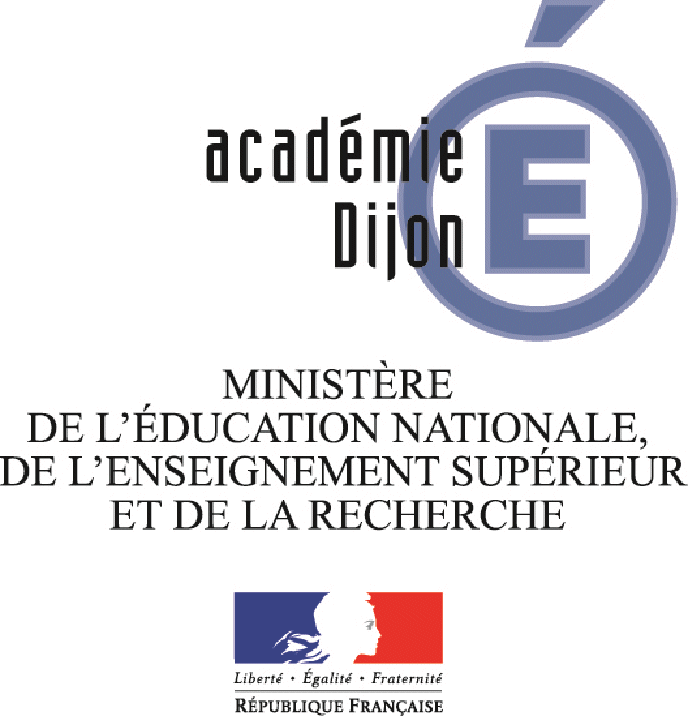 académie
Dijon
É
MINISTÈRE
DE L'ÉDUCATION NATIONALE,
DE L'ENSEIGNEMENT SUPÉRIEUR
ET DE LA RECHERCHE
Liberté • Égalité • Fraternité
RÉPUBLIQUE FRANÇAISE